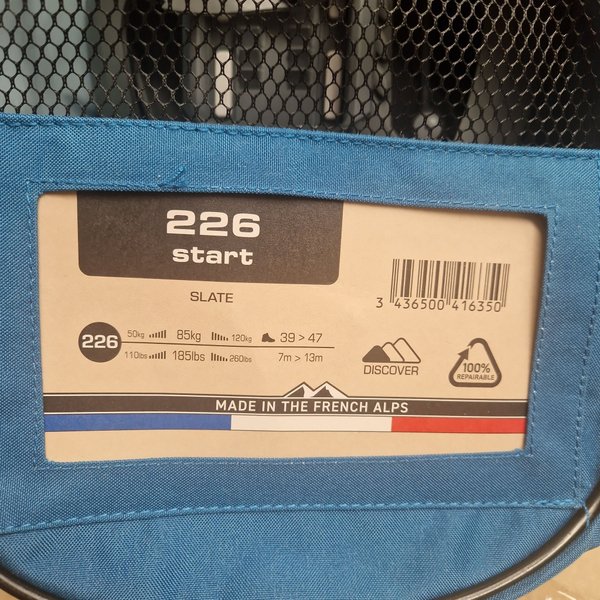 226
start
SLATE
3 436500 416350
226
50kg 85kg 120kg 39 > 47
110lbs 185lbs 260lbs 7m > 13m
DISCOVER
100%
REPAIRABLE
MADE IN THE FRENCH ALPS